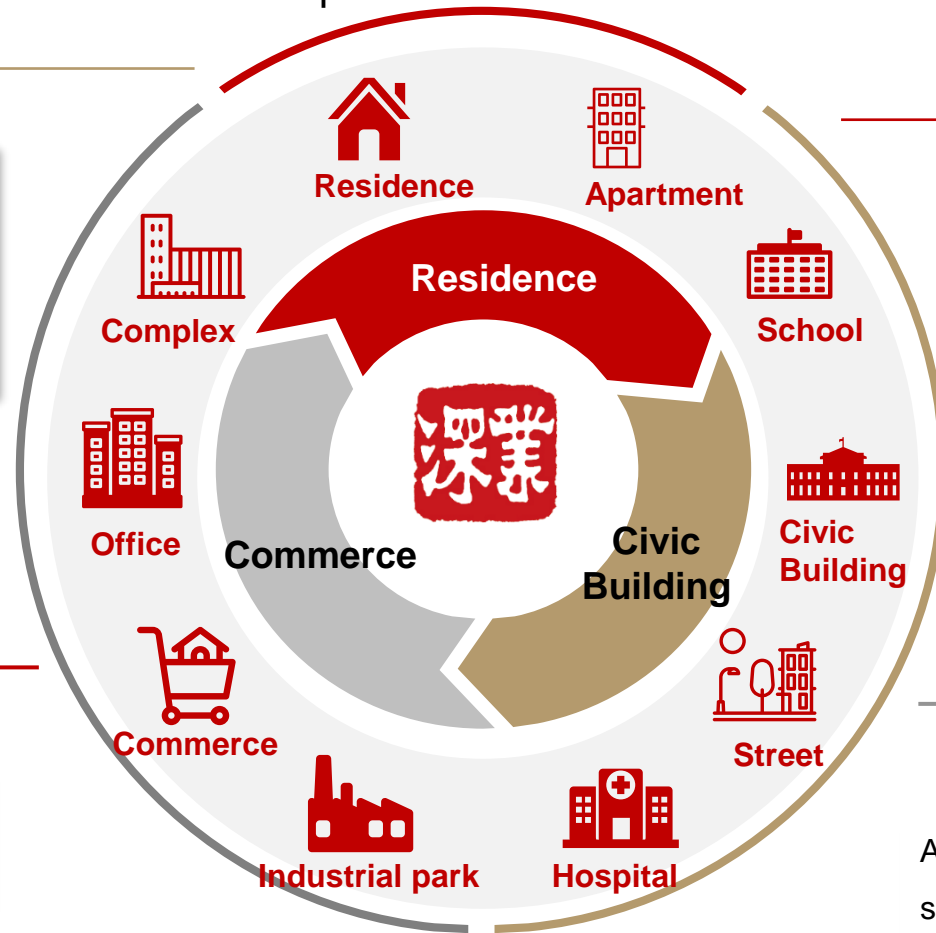 Residence
Apartment
Residence
Complex
School
深業
Office
Commerce
Civic
Building
Civic
Building
Commerce
Street
Industrial park
Hospital
A
s